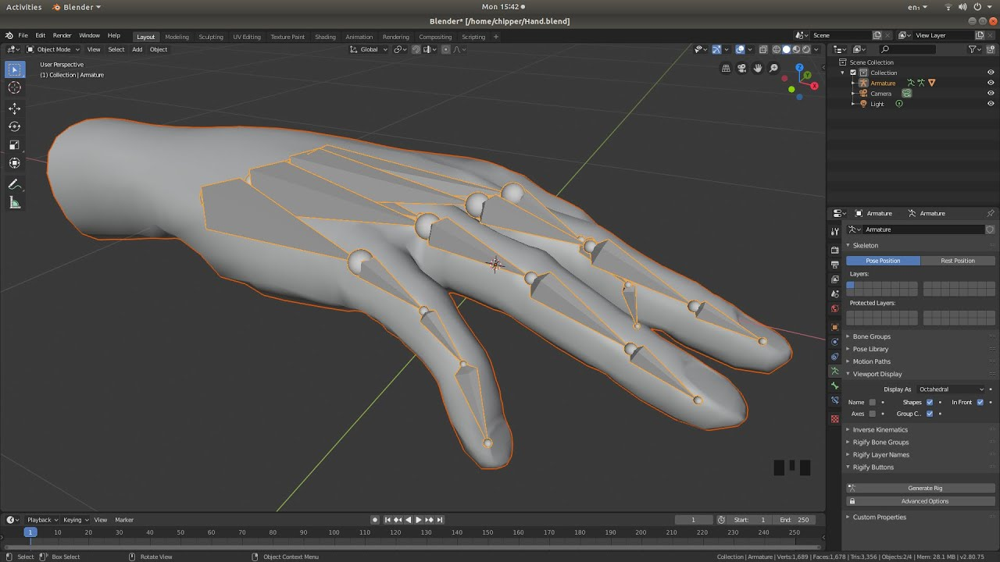 Activities Blender Mon 15:42 en₁
Blender* [/home/chipper/Hand.blend]
File Edit Render Window Help Layout Modeling Sculpting UV Editing Texture Paint Shading Animation Rendering Compositing Scripting + Scene View Layer
Object Mode View Select Add Object Global
User Perspective
(1) Collection | Armature
Z
Y
X
Scene Collection
Collection
Armature
Camera
Light
Armature Armature
Armature
Skeleton
Pose Position Rest Position
Layers:
Protected Layers:
Bone Groups
Pose Library
Motion Paths
Viewport Display
Display As Octahedral
Name Shapes In Front
Axes Group C..
Inverse Kinematics
Rigify Bone Groups
Rigify Layer Names
Rigify Buttons
Generate Rig
Advanced Options
Custom Properties
Playback Keying View Marker 1 Start: 1 End: 250
1 10 20 30 40 50 60 70 80 90 100 110 120 130 140 150 160 170 180 190 200 210 220 230 240 250
Select Box Select Rotate View Object Context Menu Collection | Armature | Verts:1,689 | Faces:1,678 | Tris:3,356 | Objects:2/4 | Mem: 28.1 MB | v2.80.75